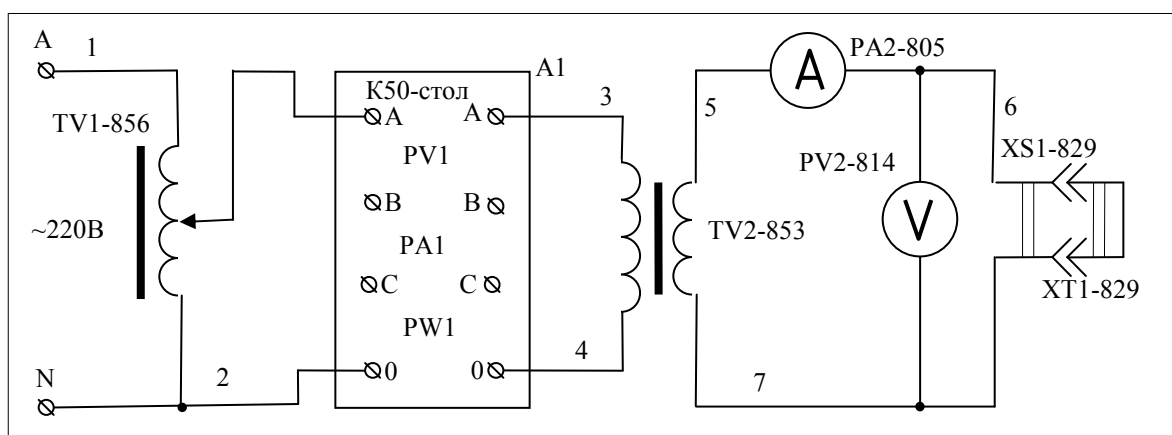 A
1
TV1-856
~220В
N
2
A1
К50-стол
A
A
PV1
B
B
PA1
C
C
PW1
0
0
3
4
TV2-853
5
A
PA2-805
PV2-814
V
6
XS1-829
XT1-829
7